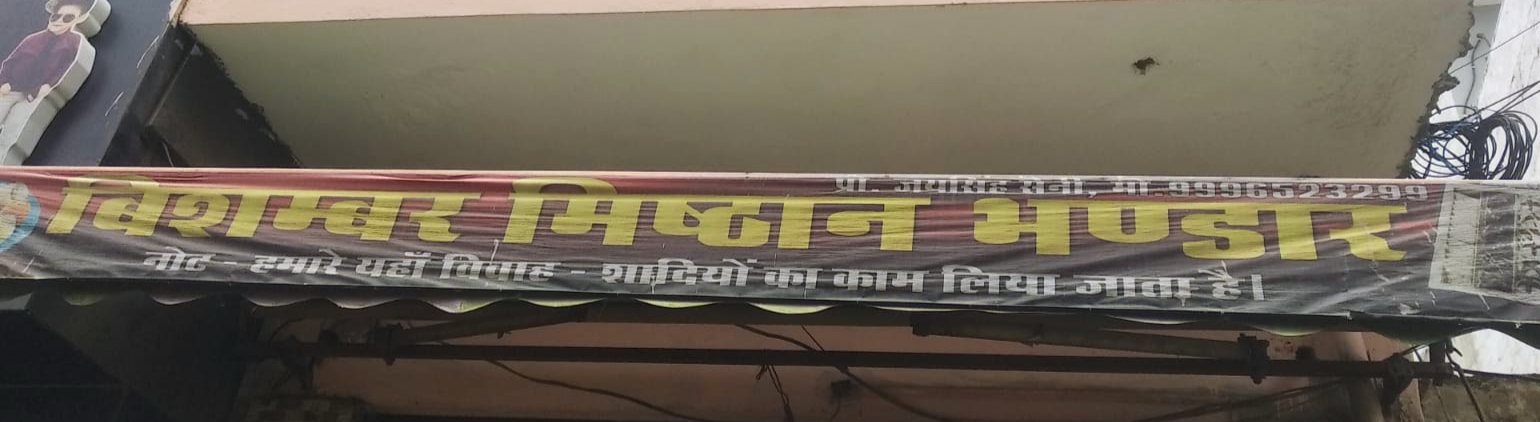 प्रो. जयसिंह सैनी, मो.9996523299
बिशम्बर मिष्ठान भण्डार
नोट - हमारे यहाँ विवाह - शादियों का काम लिया जाता है।